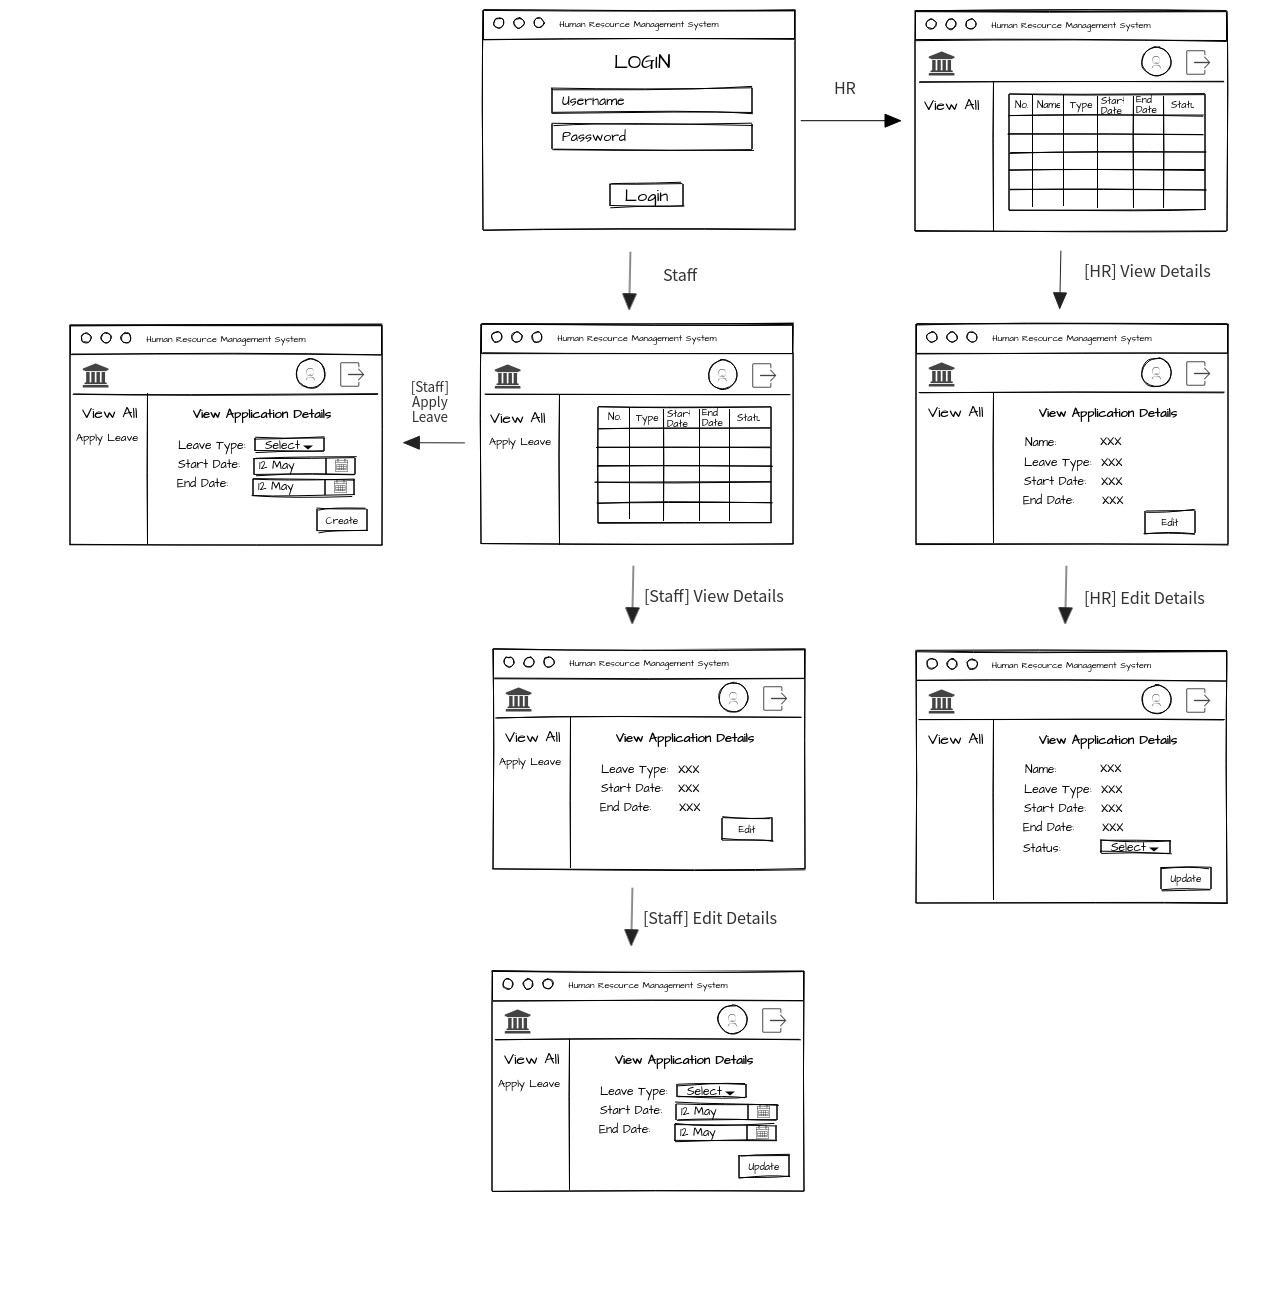 Human Resource Management System
LOGIN
Username
Password
Login
HR
Human Resource Management System
View All
No. Name Type Start Date End Date
Staff
[HR] View Details
Human Resource Management System
View All
Apply Leave
View Application Details
Leave Type: Select
Start Date: 12 May
End Date: 12 May
Create
[Staff]
Apply
Leave
Human Resource Management System
View All
Apply Leave
No. Type Start Date End Date
Human Resource Management System
View All
View Application Details
Name: XXX
Leave Type: XXX
Start Date: XXX
End Date: XXX
Edit
[Staff] View Details
[HR] Edit Details
Human Resource Management System
View All
Apply Leave
View Application Details
Leave Type: XXX
Start Date: XXX
End Date: XXX
Edit
Human Resource Management System
View All
View Application Details
Name: XXX
Leave Type: XXX
Start Date: XXX
End Date: XXX
Status: Select
Update
[Staff] Edit Details
Human Resource Management System
View All
Apply Leave
View Application Details
Leave Type: Select
Start Date: 12 May
End Date: 12 May
Update